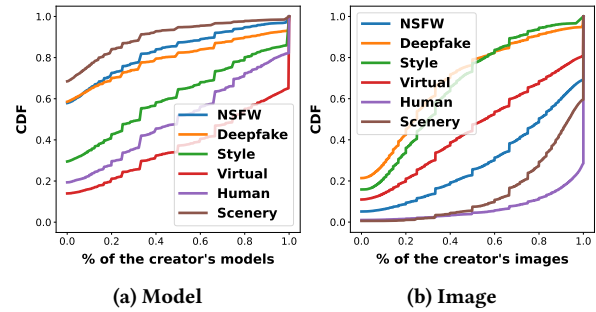 CDF
1.0
0.8
0.6
0.4
0.2
0.0
NSFW
Deepfake
Style
Virtual
Human
Scenery
0.0 0.2 0.4 0.6 0.8 1.0
% of the creator's models
(a) Model
CDF
1.0
0.8
0.6
0.4
0.2
0.0
NSFW
Deepfake
Style
Virtual
Human
Scenery
0.0 0.2 0.4 0.6 0.8 1.0
% of the creator's images
(b) Image